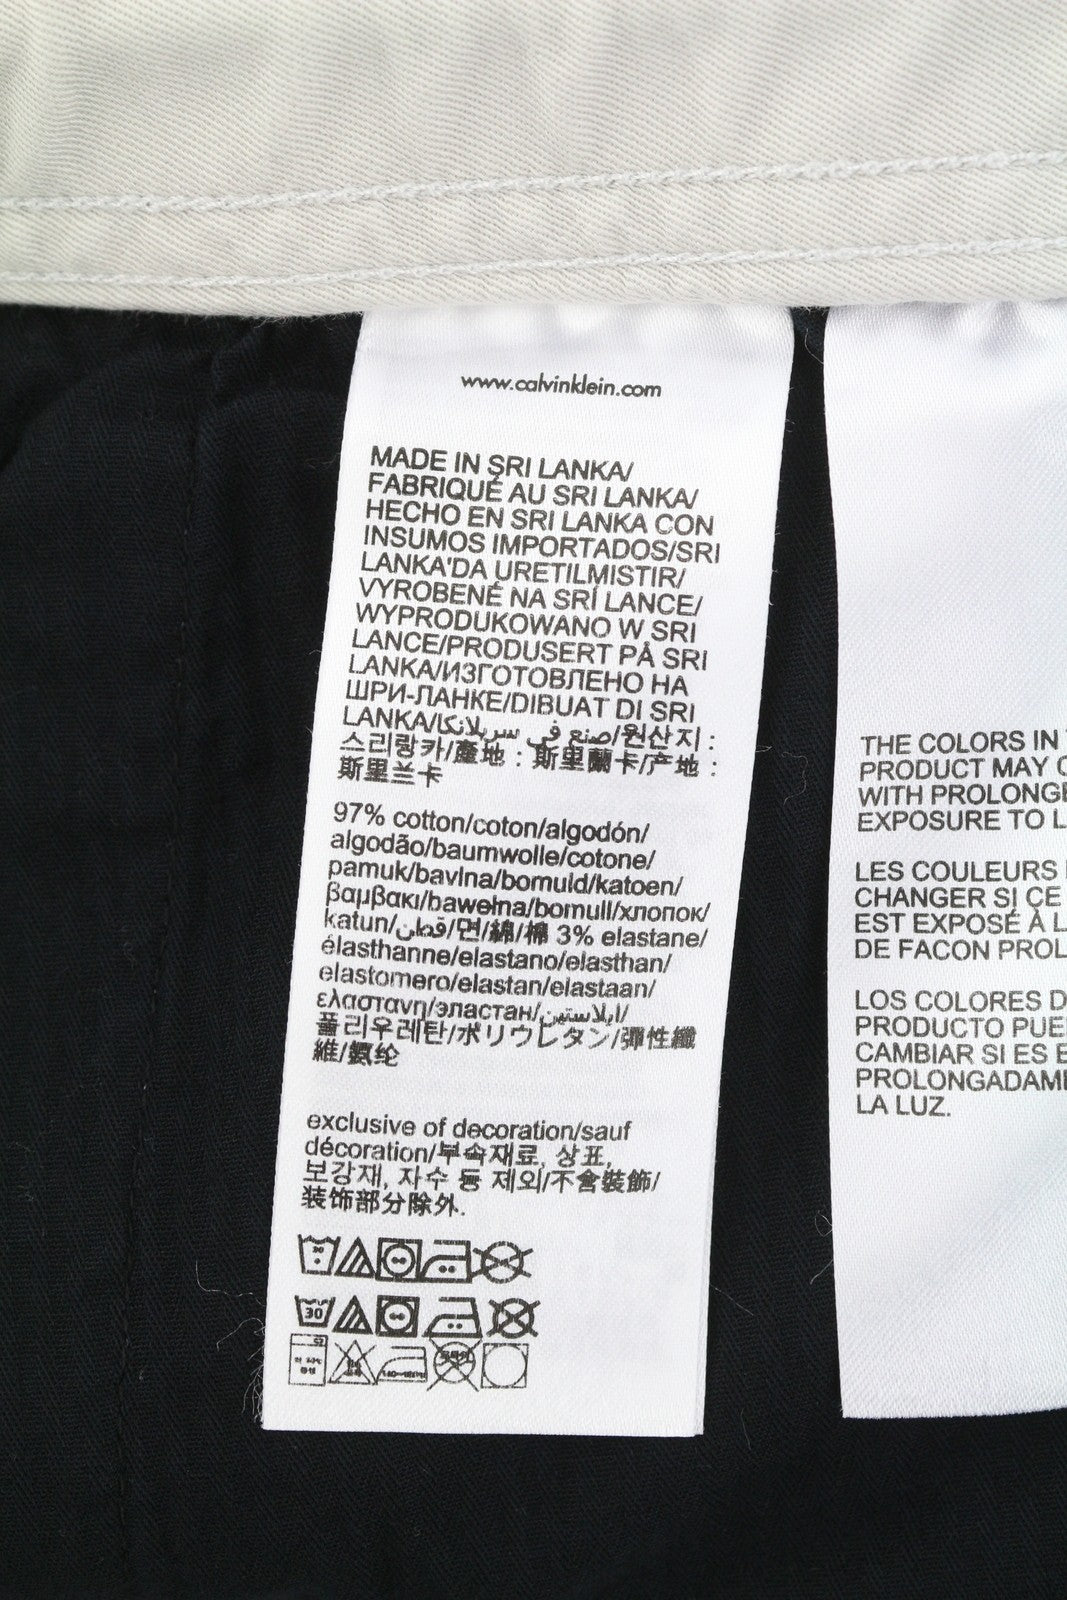 www.calvinklein.com
MADE IN SRI LANKA/
FABRIQUÉ AU SRI LANKA/
HECHO EN SRI LANKA CON
INSUMOS IMPORTADOS/SRI
LANKA'DA URETILMISTIR/
VYROBENÉ NA SRÍ LANCE/
WYPRODUKOWANO W SRI
LANCE/PRODUSERT PÅ SRI
LANKA/ИЗГОТОВЛЕНО НА
ШРИ-ЛАНКЕ/DIBUAT DI SRI
LANKA/صنع في سريلانكا/원산지 :
스리랑카/產地 : 斯里蘭卡/产地 :
斯里兰卡
97% cotton/coton/algodón/
algodão/baumwolle/cotone/
pamuk/bavlna/bomuld/katoen/
βαμβακι/bawełna/bomull/хлопок/
katun/قطن/면/綿/棉 3% elastane/
élasthanne/elastano/elasthan/
elastomero/elastan/elastaan/
ελαστανη/эластан/ايلاستين/
폴리우레탄/ポリウレタン/彈性纖
維/氨纶
exclusive of decoration/sauf
décoration/부속재료, 상표,
보강재, 자수 등 제외/不含裝飾/
装饰部分除外.
30
30
THE COLORS IN
PRODUCT MAY
WITH PROLONGE
EXPOSURE TO L
LES COULEURS
CHANGER SI CE
EST EXPOSÉ À L
DE FACON PROL
LOS COLORES D
PRODUCTO PUE
CAMBIAR SI ES E
PROLONGADAM
LA LUZ.